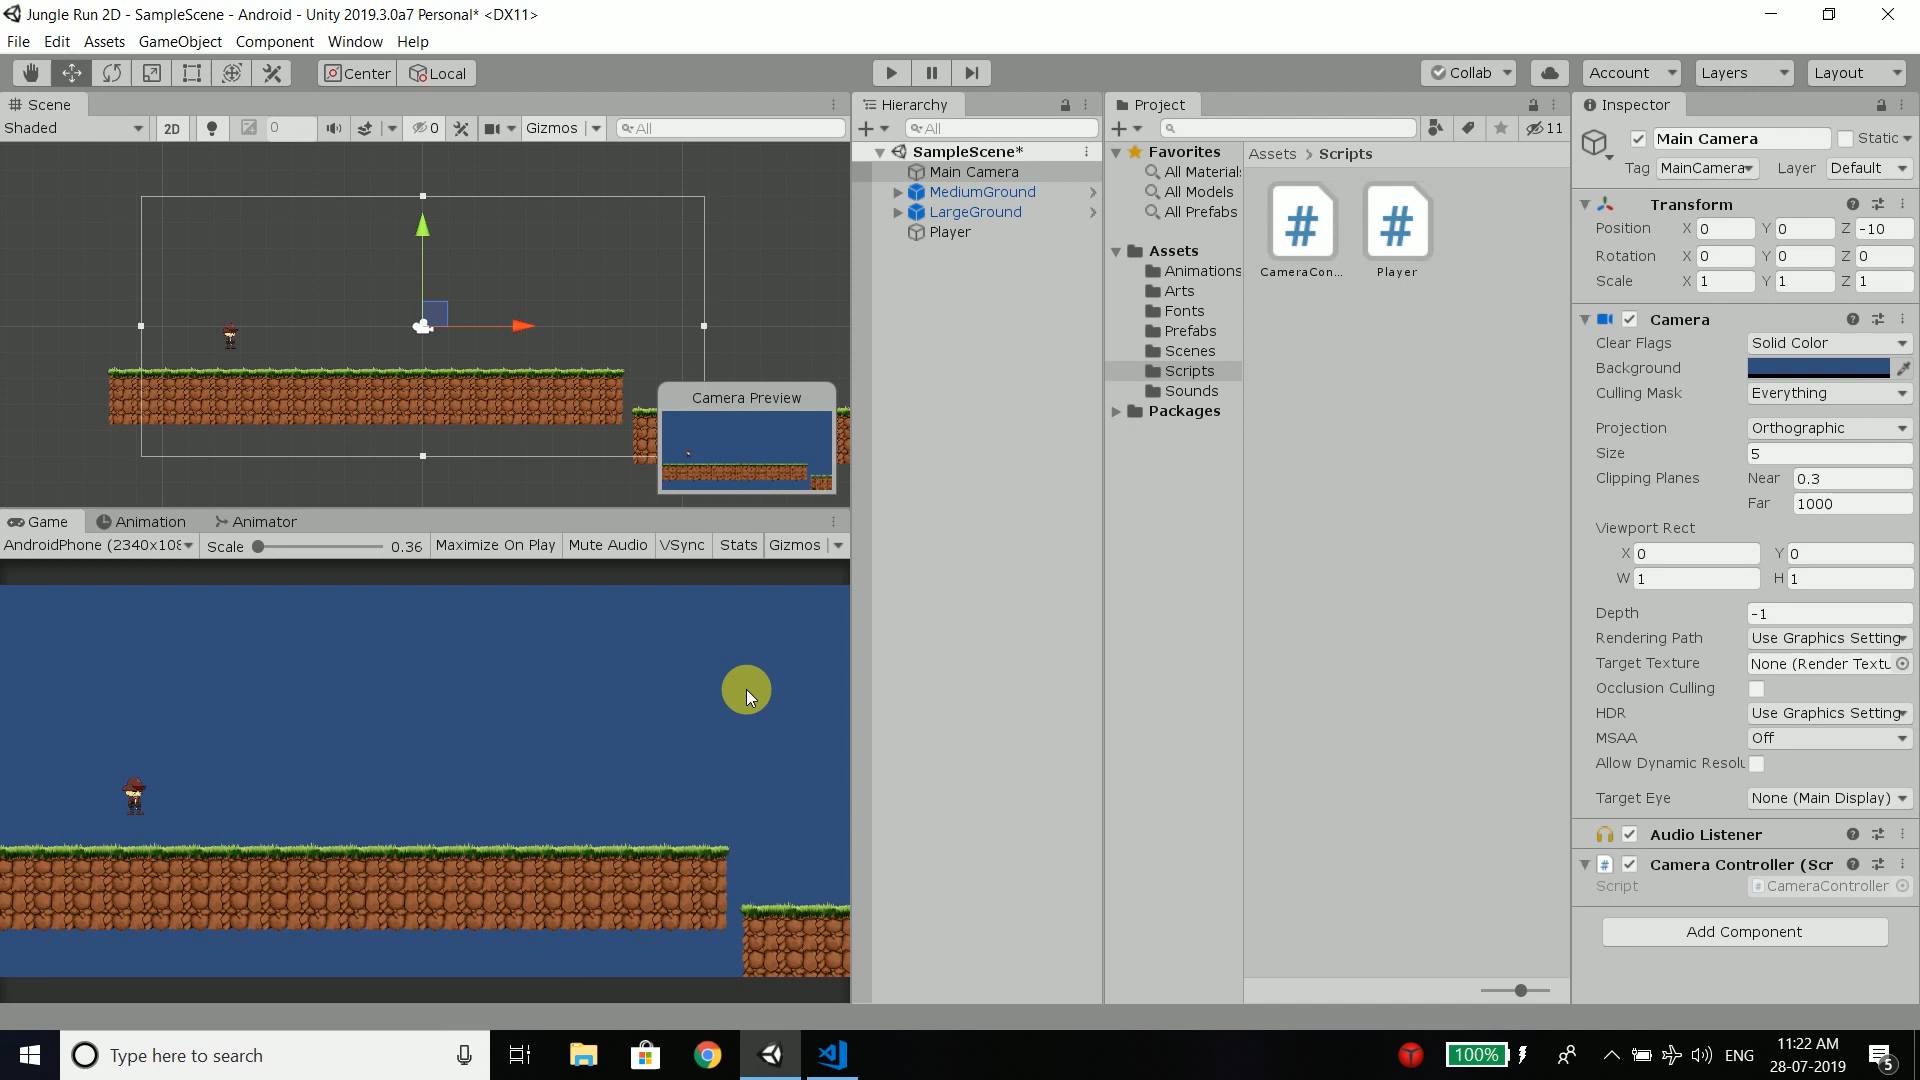 Jungle Run 2D - SampleScene - Android - Unity 2019.3.0a7 Personal* <DX11>
File Edit Assets GameObject Component Window Help
Center Local Collab Account Layers Layout
Scene
Shaded 2D 0 0 Gizmos All
Camera Preview
Game Animation Animator
AndroidPhone (2340x108 Scale 0.36 Maximize On Play Mute Audio VSync Stats Gizmos
Hierarchy
All
SampleScene*
Main Camera
MediumGround
LargeGround
Player
Project
11
Favorites
All Material
All Models
All Prefabs
Assets
Animations
Arts
Fonts
Prefabs
Scenes
Scripts
Sounds
Packages
Assets > Scripts
# #
CameraCon... Player
Inspector
Main Camera Static
Tag MainCamera Layer Default
Transform
Position X 0 Y 0 Z -10
Rotation X 0 Y 0 Z 0
Scale X 1 Y 1 Z 1
Camera
Clear Flags Solid Color
Background
Culling Mask Everything
Projection Orthographic
Size 5
Clipping Planes Near 0.3
Far 1000
Viewport Rect
X 0 Y 0
W 1 H 1
Depth -1
Rendering Path Use Graphics Setting
Target Texture None (Render Textu
Occlusion Culling
HDR Use Graphics Setting
MSAA Off
Allow Dynamic Resolu
Target Eye None (Main Display)
Audio Listener
# Camera Controller (Scr
Script # CameraController
Add Component
Type here to search
100% ENG 11:22 AM
28-07-2019
5